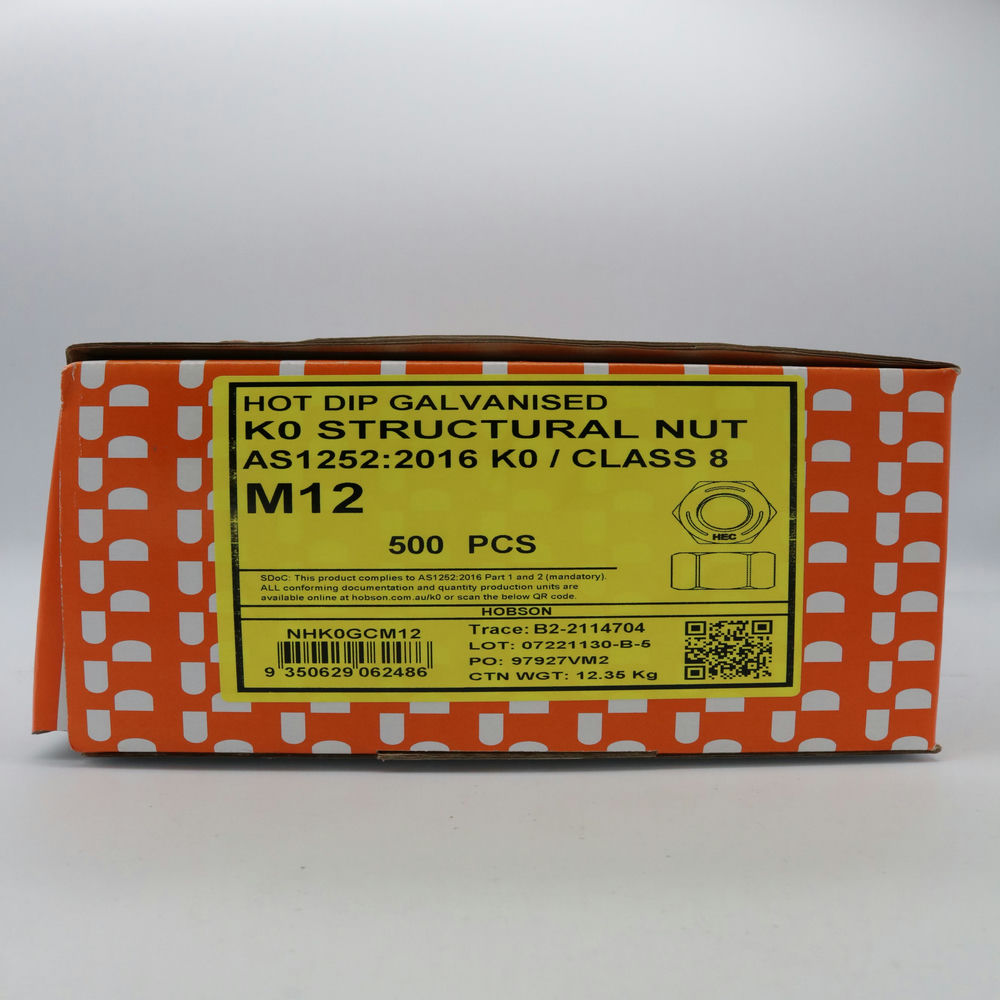 HOT DIP GALVANISED
K0 STRUCTURAL NUT
AS1252:2016 K0 / CLASS 8
M12
500 PCS
HEC
SDoC: This product complies to AS1252:2016 Part 1 and 2 (mandatory).
ALL conforming documentation and quantity production units are
available online at hobson.com.au/k0 or scan the below QR code.
HOBSON
NHK0GCM12
9 350629 062486
Trace: B2-2114704
LOT: 07221130-B-5
PO: 97927VM2
CTN WGT: 12.35 Kg